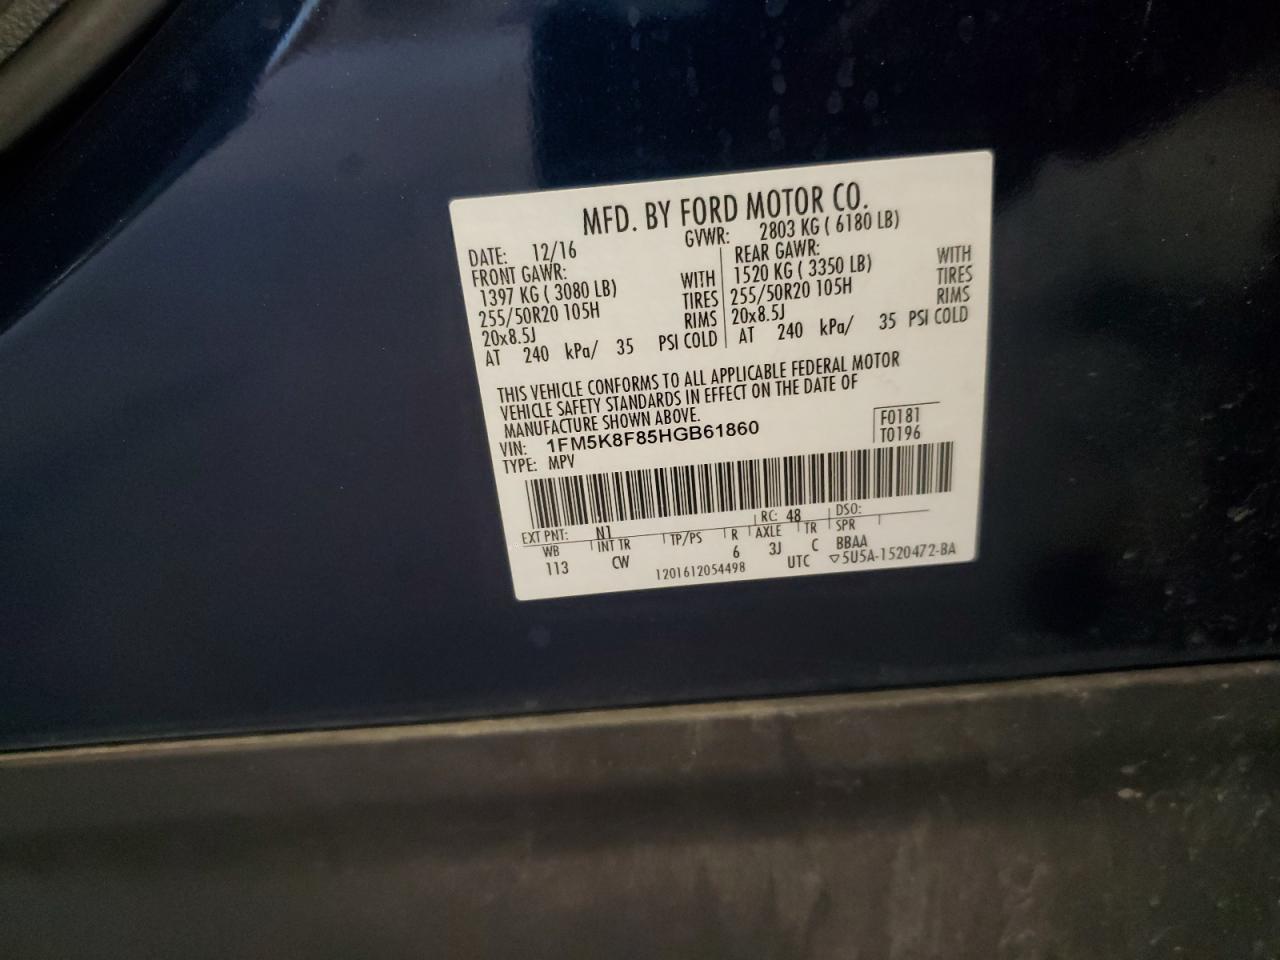 MFD. BY FORD MOTOR CO.
DATE: 12/16 GVWR: 2803 KG ( 6180 LB)
FRONT GAWR: REAR GAWR:
1397 KG ( 3080 LB) WITH 1520 KG ( 3350 LB) WITH
255/50R20 105H TIRES 255/50R20 105H TIRES
20x8.5J RIMS 20x8.5J RIMS
AT 240 kPa/ 35 PSI COLD AT 240 kPa/ 35 PSI COLD
THIS VEHICLE CONFORMS TO ALL APPLICABLE FEDERAL MOTOR
VEHICLE SAFETY STANDARDS IN EFFECT ON THE DATE OF
MANUFACTURE SHOWN ABOVE.
VIN: 1FM5K8F85HGB61860 F0181
TYPE: MPV T0196
EXT PNT: N1 RC: 48 DSO:
WB INT TR TP/PS R AXLE TR SPR
113 CW 6 3J C BBAA
1201612054498 UTC ▽5U5A-1520472-BA